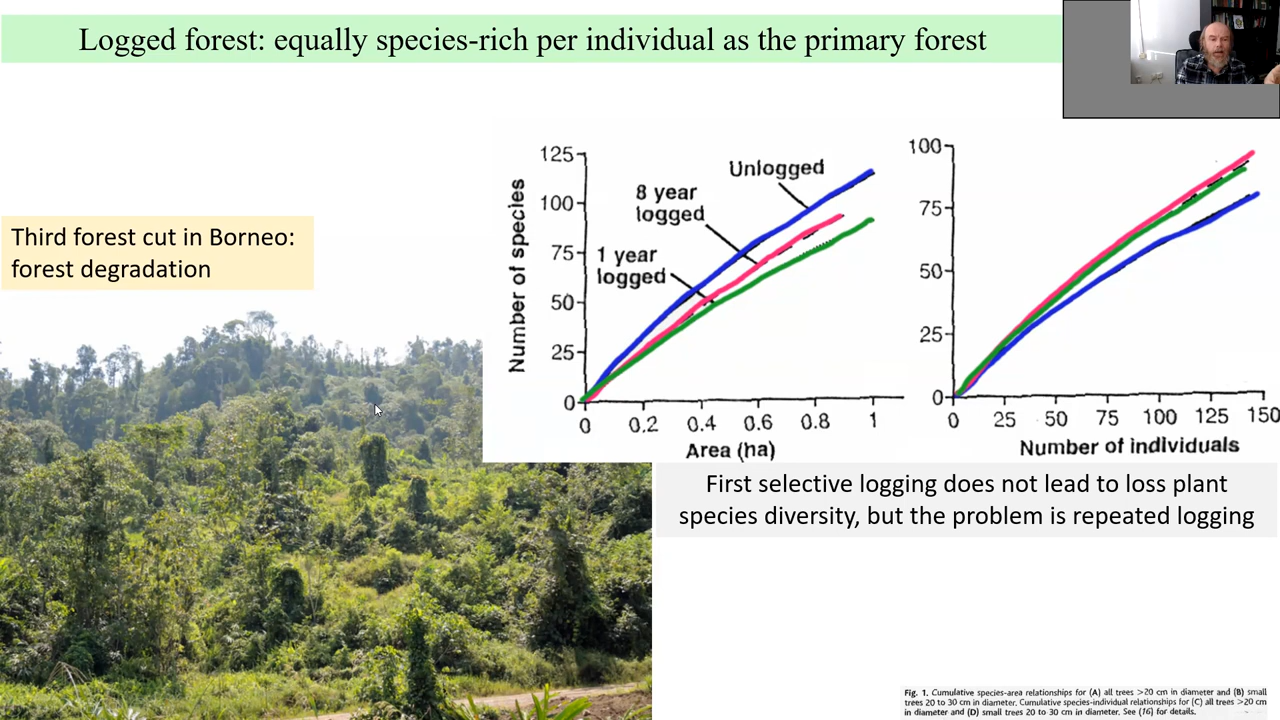 Logged forest: equally species-rich per individual as the primary forest
Third forest cut in Borneo:
forest degradation
Number of species
125
100
75
50
25
0
Unlogged
8 year
logged
1 year
logged
0 0.2 0.4 0.6 0.8 1
Area (ha)
100
75
50
25
0
0 25 50 75 100 125 150
Number of individuals
First selective logging does not lead to loss plant
species diversity, but the problem is repeated logging
Fig. 1. Cumulative species-area relationships for (A) all trees >20 cm in diameter and (B) small
trees 20 to 30 cm in diameter. Cumulative species-individual relationships for (C) all trees >20 cm
in diameter and (D) small trees 20 to 30 cm in diameter. See (16) for details.